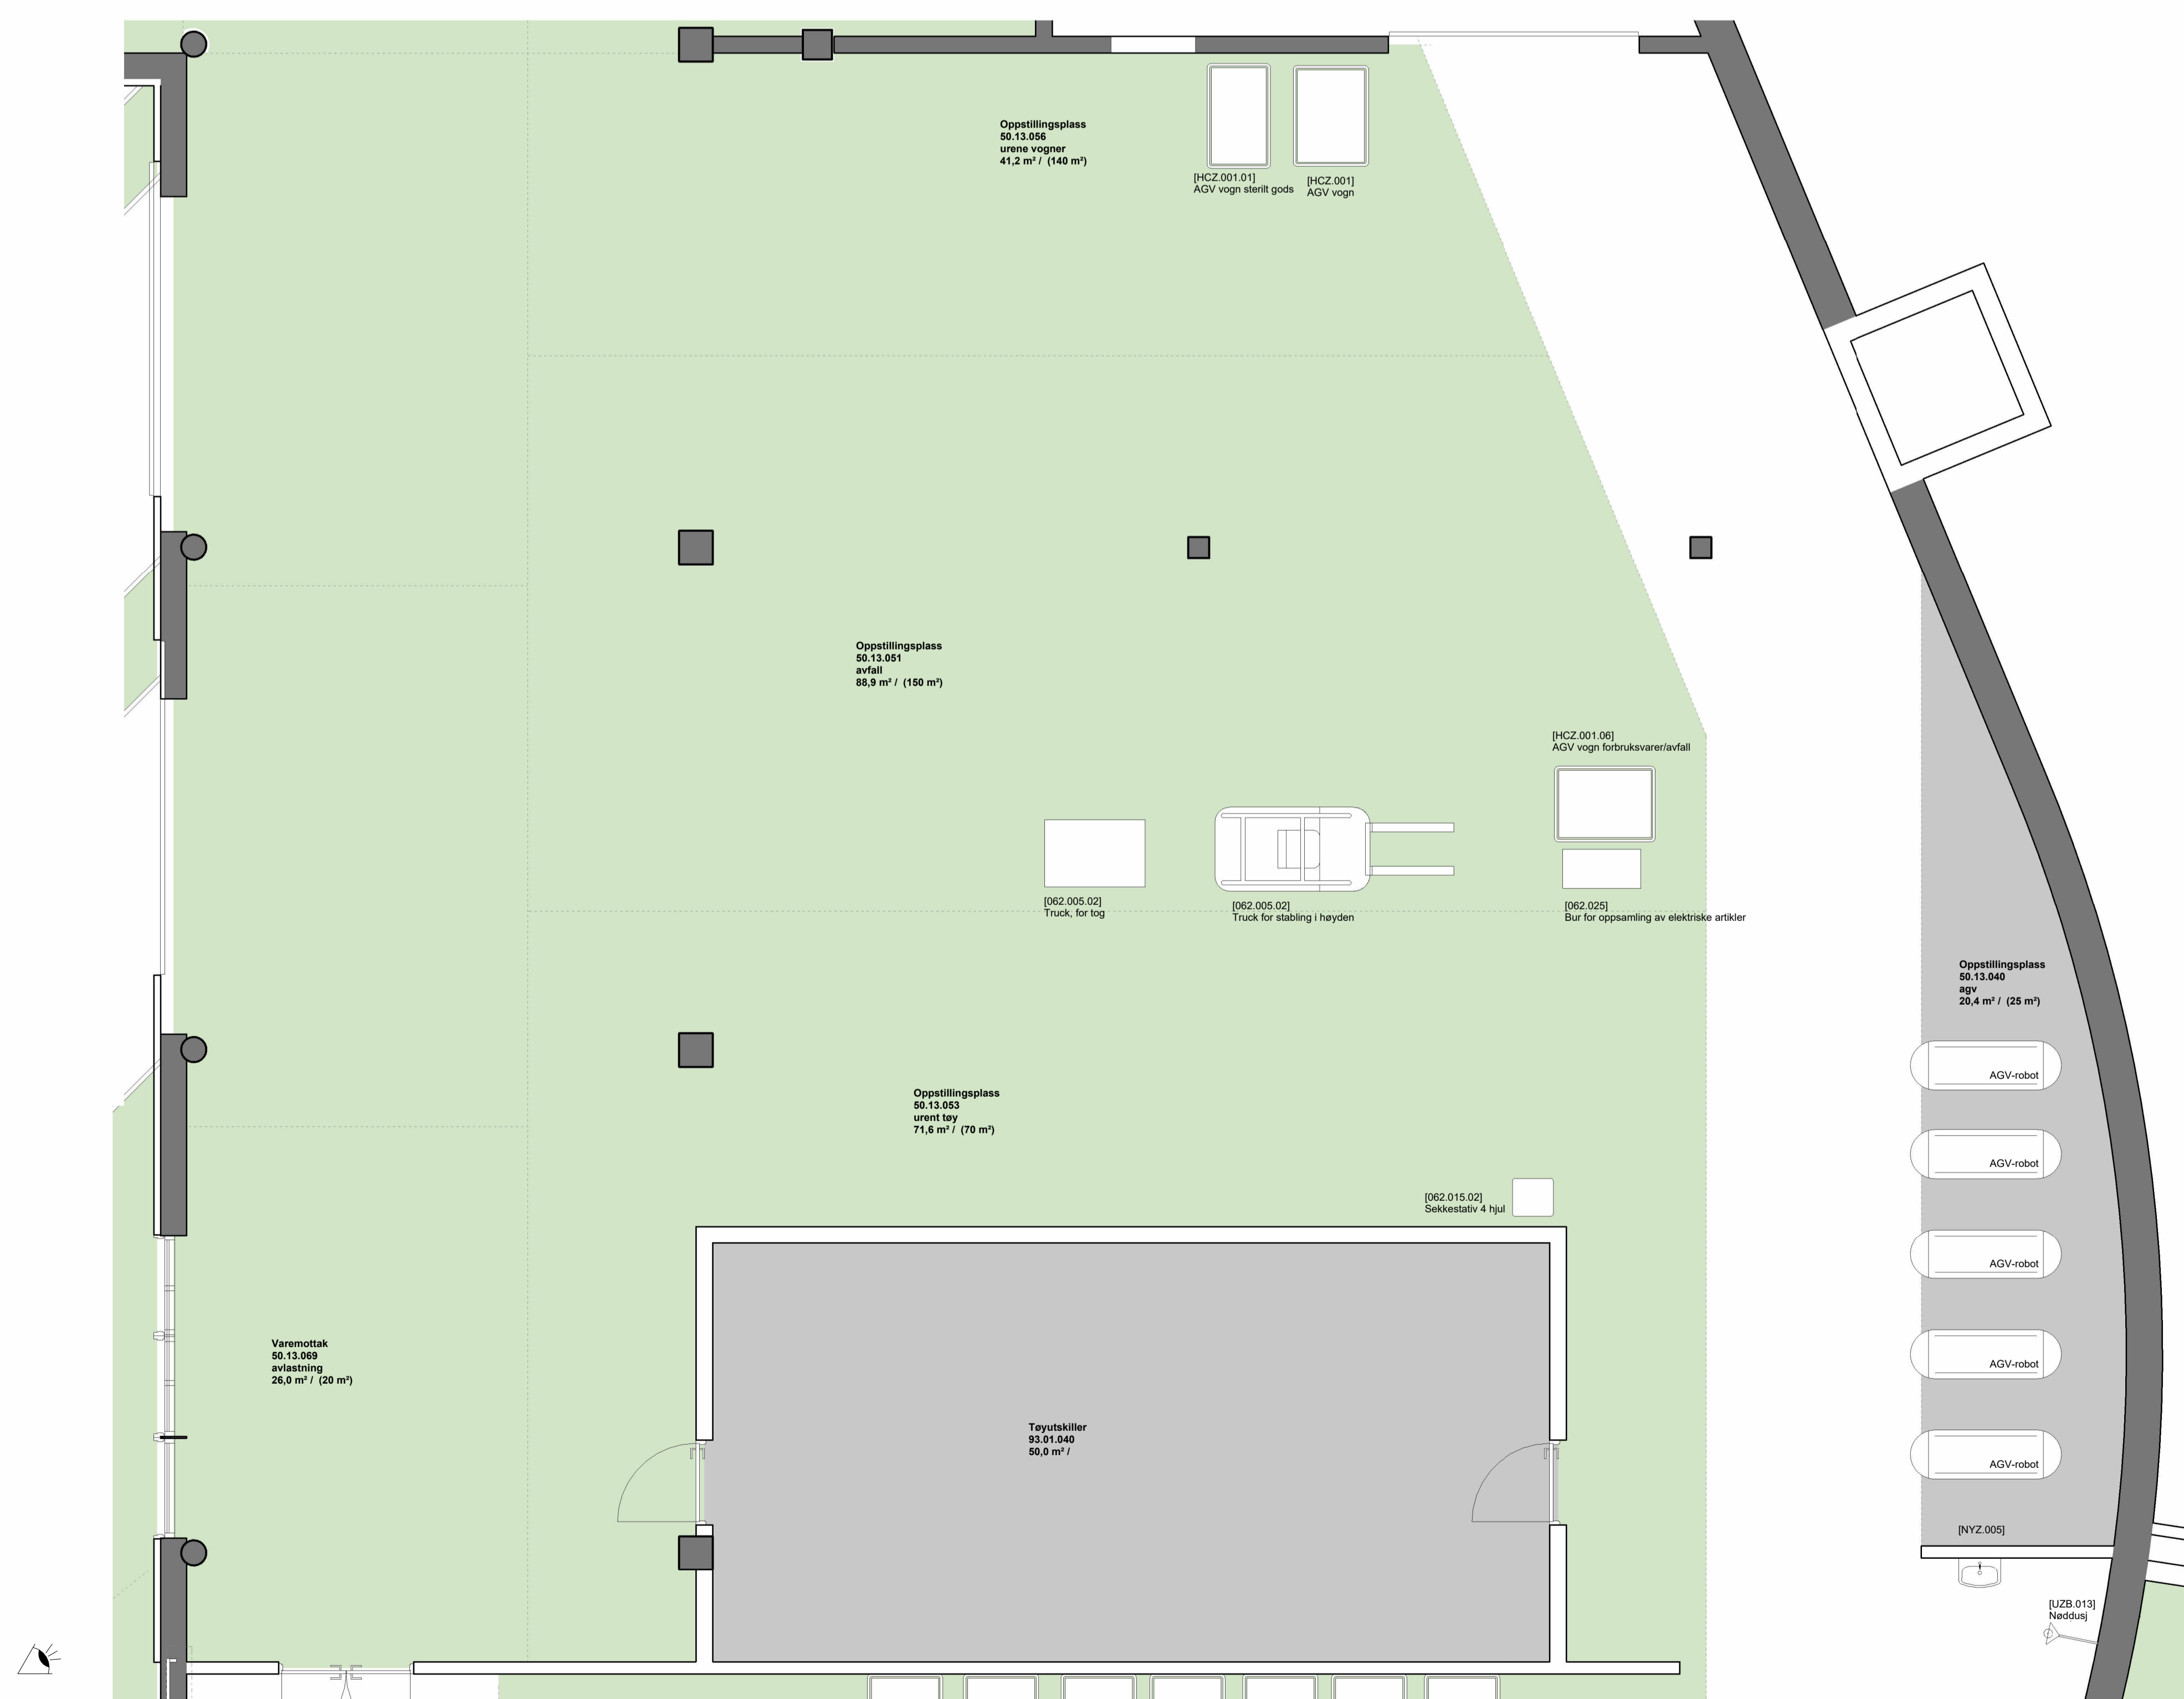 Oppstillingsplass
50.13.056
urene vogner
41,2 m² / (140 m²)
[HCZ.001.01]
AGV vogn sterilt gods
[HCZ.001]
AGV vogn
Oppstillingsplass
50.13.051
avfall
88,9 m² / (150 m²)
[HCZ.001.06]
AGV vogn forbruksvarer/avfall
[062.005.02]
Truck, for tog
[062.005.02]
Truck for stabling i høyden
[062.025]
Bur for oppsamling av elektriske artikler
Oppstillingsplass
50.13.040
agv
20,4 m² / (25 m²)
AGV-robot
AGV-robot
AGV-robot
AGV-robot
AGV-robot
Oppstillingsplass
50.13.053
urent tøy
71,6 m² / (70 m²)
[062.015.02]
Sekkestativ 4 hjul
Varemottak
50.13.069
avlastning
26,0 m² / (20 m²)
Tøyutskiller
93.01.040
50,0 m² /
[NYZ.005]
[UZB.013]
Nøddusj